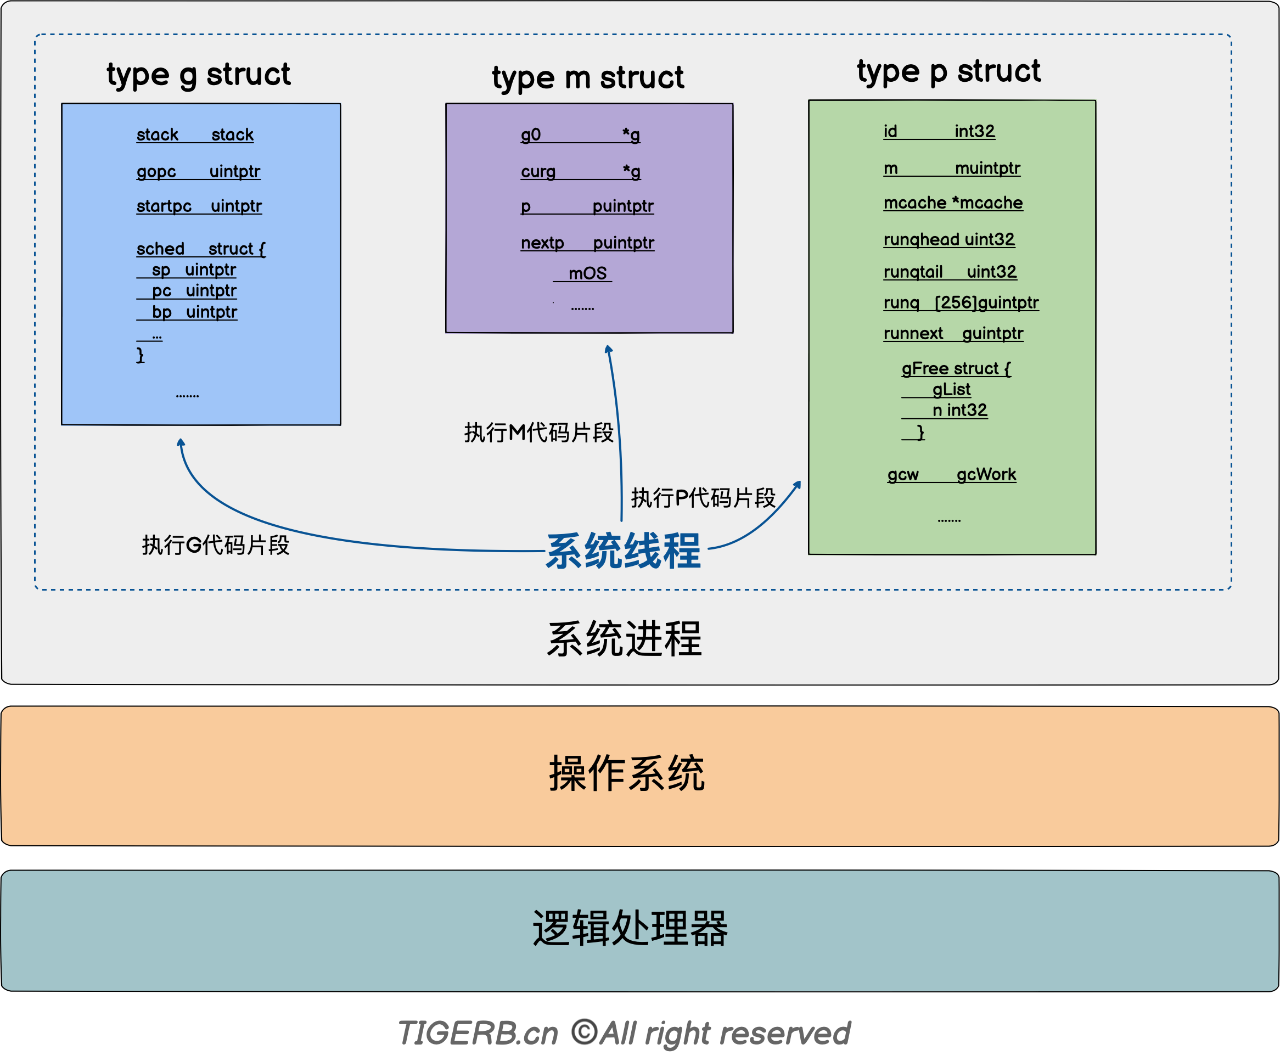 type g struct
stack stack
gopc uintptr
startpc uintptr
sched struct {
sp uintptr
pc uintptr
bp uintptr
...
}
.......
type m struct
g0 *g
curg *g
p puintptr
nextp puintptr
mOS
.......
type p struct
id int32
m muintptr
mcache *mcache
runqhead uint32
runqtail uint32
runq [256]guintptr
runnext guintptr
gFree struct {
gList
n int32
}
gcw gcWork
.......
执行M代码片段
执行P代码片段
执行G代码片段
系统线程
系统进程
操作系统
逻辑处理器
TIGERB.cn ©All right reserved